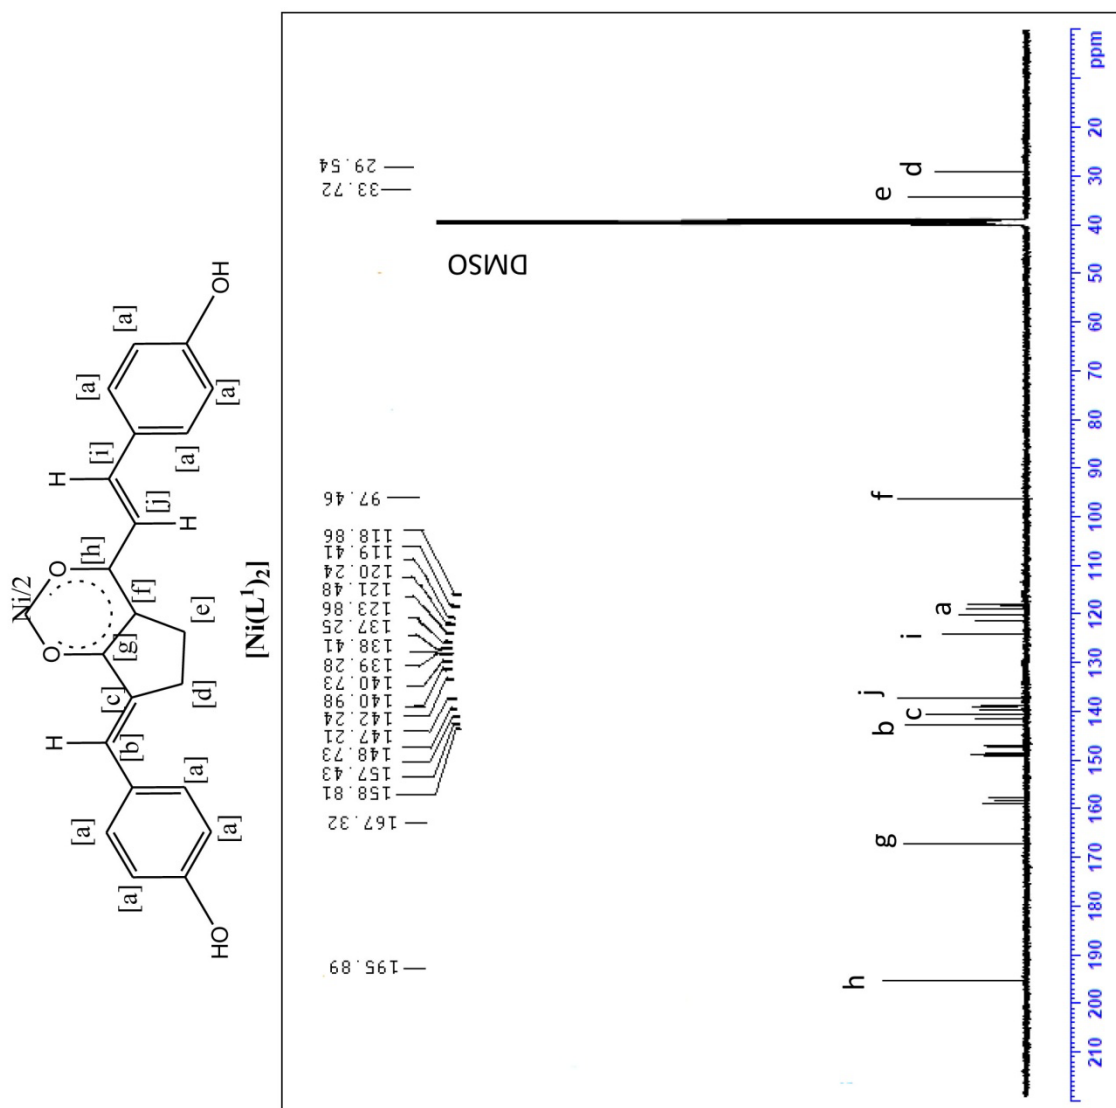 Ni/2
O
O
H
H
H
[h]
[i]
[j]
[f]
[g]
[e]
[c]
[d]
[b]
[a]
[a]
[a]
[a]
[a]
[a]
[a]
[a]
HO
OH
[Ni(L¹)₂]
195.89
167.32
158.81
157.43
148.73
147.21
142.24
140.98
140.73
139.28
138.41
137.25
123.86
121.48
120.24
119.41
118.86
97.46
33.72
29.54
DMSO
h
g
b
c
j
i
a
f
e
d
210 200 190 180 170 160 150 140 130 120 110 100 90 80 70 60 50 40 30 20 ppm